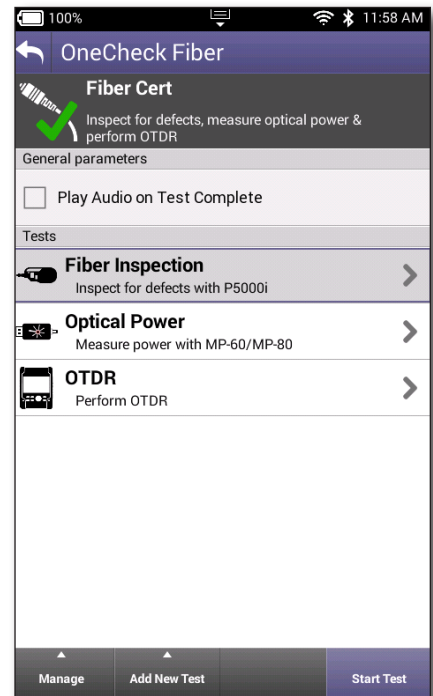 100%
11:58 AM
OneCheck Fiber
Fiber Cert
Inspect for defects, measure optical power &
perform OTDR
General parameters
Play Audio on Test Complete
Tests
Fiber Inspection
Inspect for defects with P5000i
Optical Power
Measure power with MP-60/MP-80
OTDR
Perform OTDR
Manage
Add New Test
Start Test